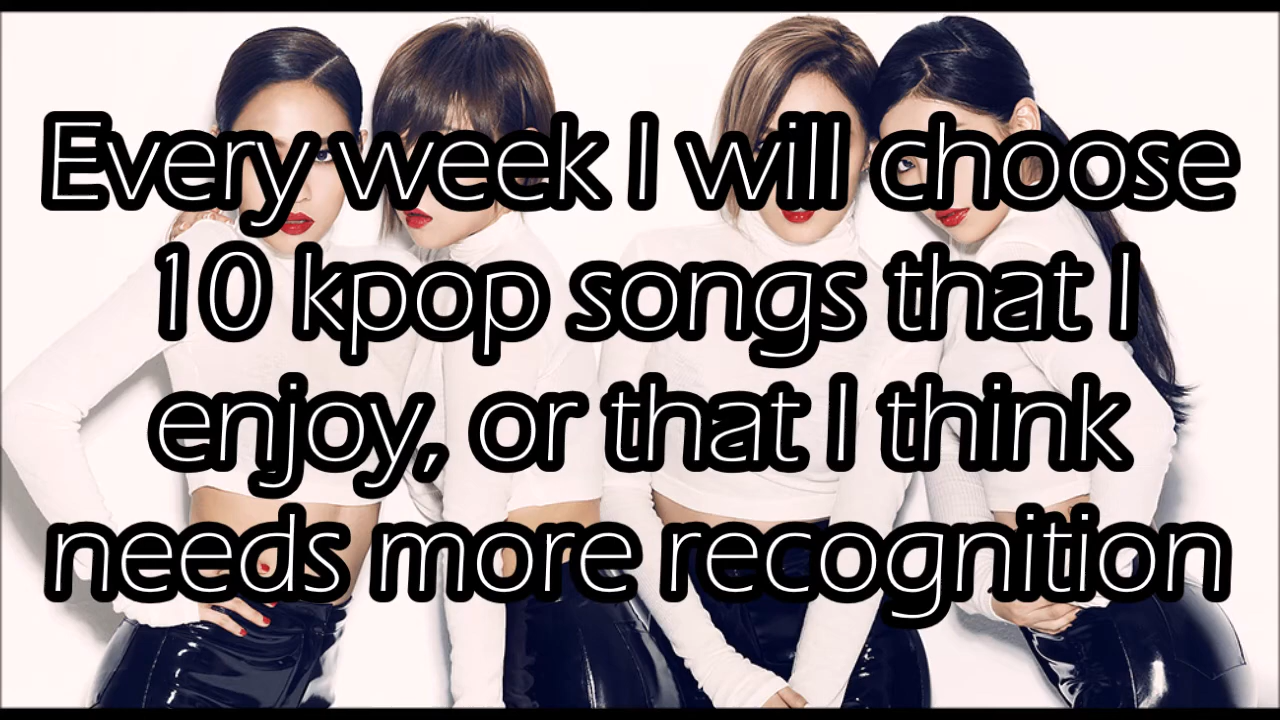 Every week I will choose
10 kpop songs that I
enjoy, or that I think
needs more recognition